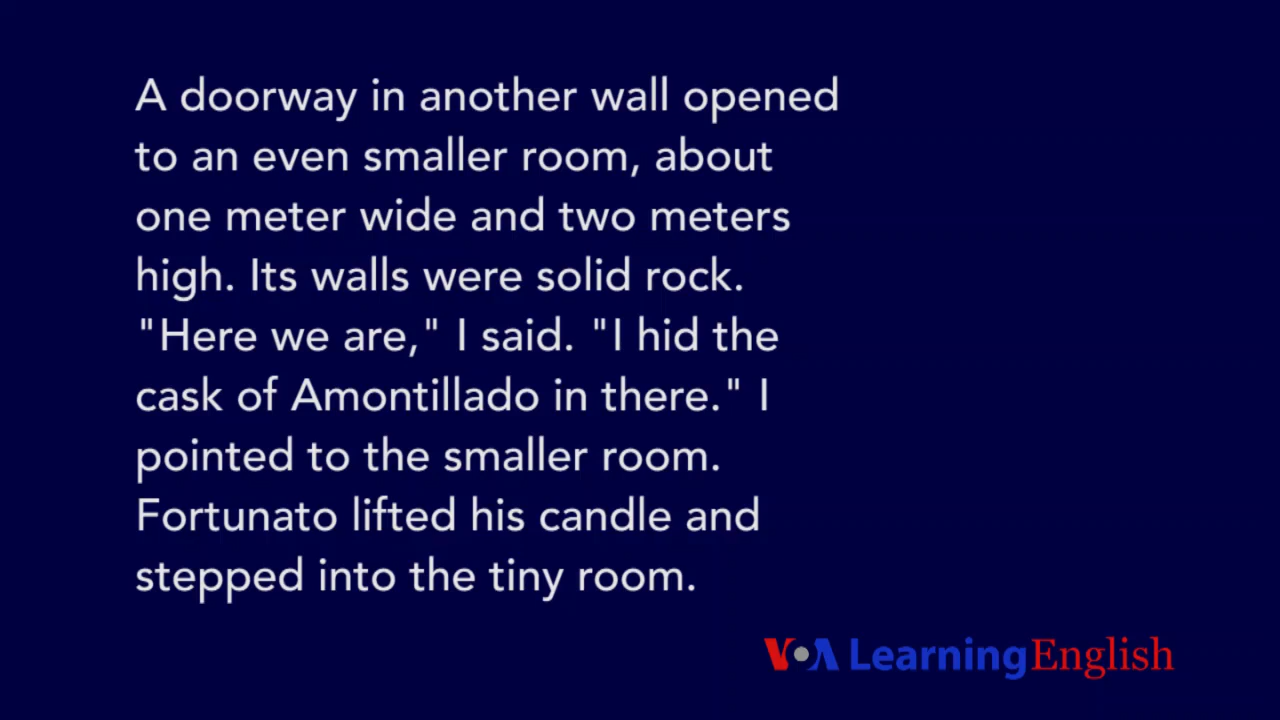 A doorway in another wall opened
to an even smaller room, about
one meter wide and two meters
high. Its walls were solid rock.
"Here we are," I said. "I hid the
cask of Amontillado in there." I
pointed to the smaller room.
Fortunato lifted his candle and
stepped into the tiny room.
VOA Learning English